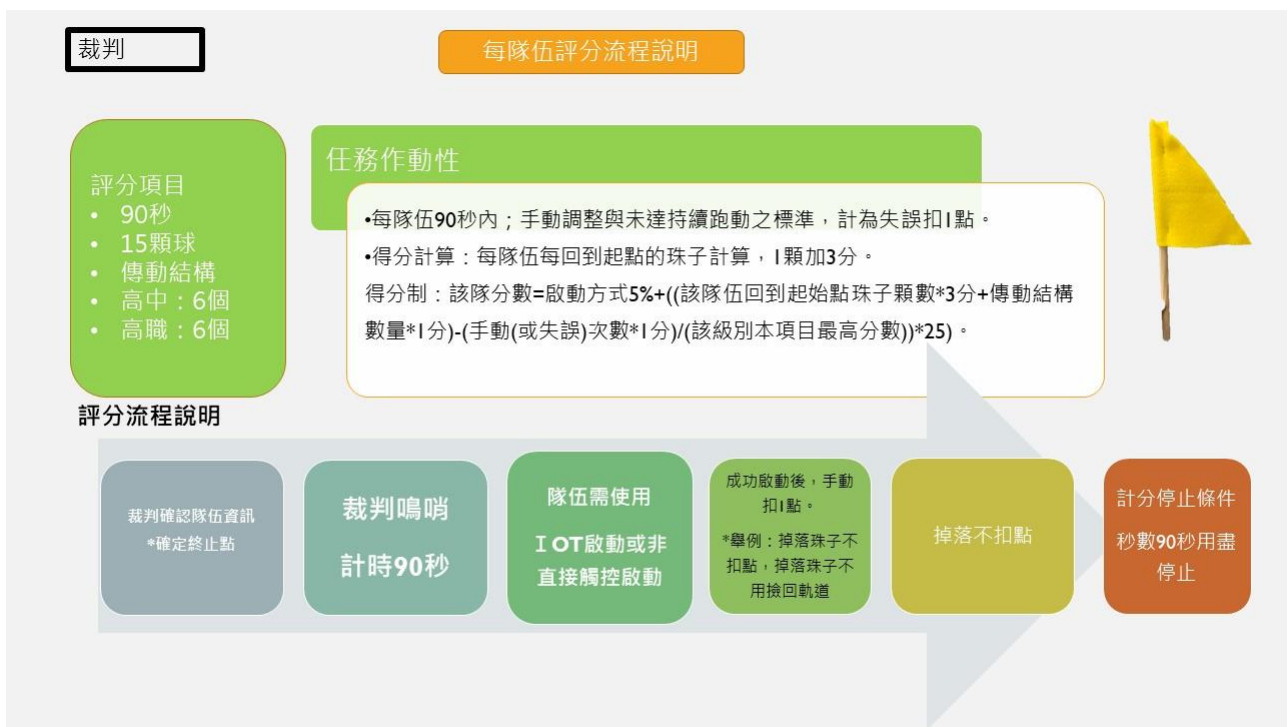 裁判
每隊伍評分流程說明
評分項目
• 90秒
• 15顆球
• 傳動結構
• 高中：6個
• 高職：6個
任務作動性
•每隊伍90秒內；手動調整與未達持續跑動之標準，計為失誤扣1點。
•得分計算：每隊伍每回到起點的珠子計算，1顆加3分。
得分制：該隊分數=啟動方式5%+((該隊伍回到起始點珠子顆數*3分+傳動結構
數量*1分)-(手動(或失誤)次數*1分)/(該級別本項目最高分數))*25)。
評分流程說明
裁判確認隊伍資訊
*確定終止點
裁判鳴哨
計時90秒
隊伍需使用
ＩOT啟動或非
直接觸控啟動
成功啟動後，手動
扣1點。
*舉例：掉落珠子不
扣點，掉落珠子不
用撿回軌道
掉落不扣點
計分停止條件
秒數90秒用盡
停止